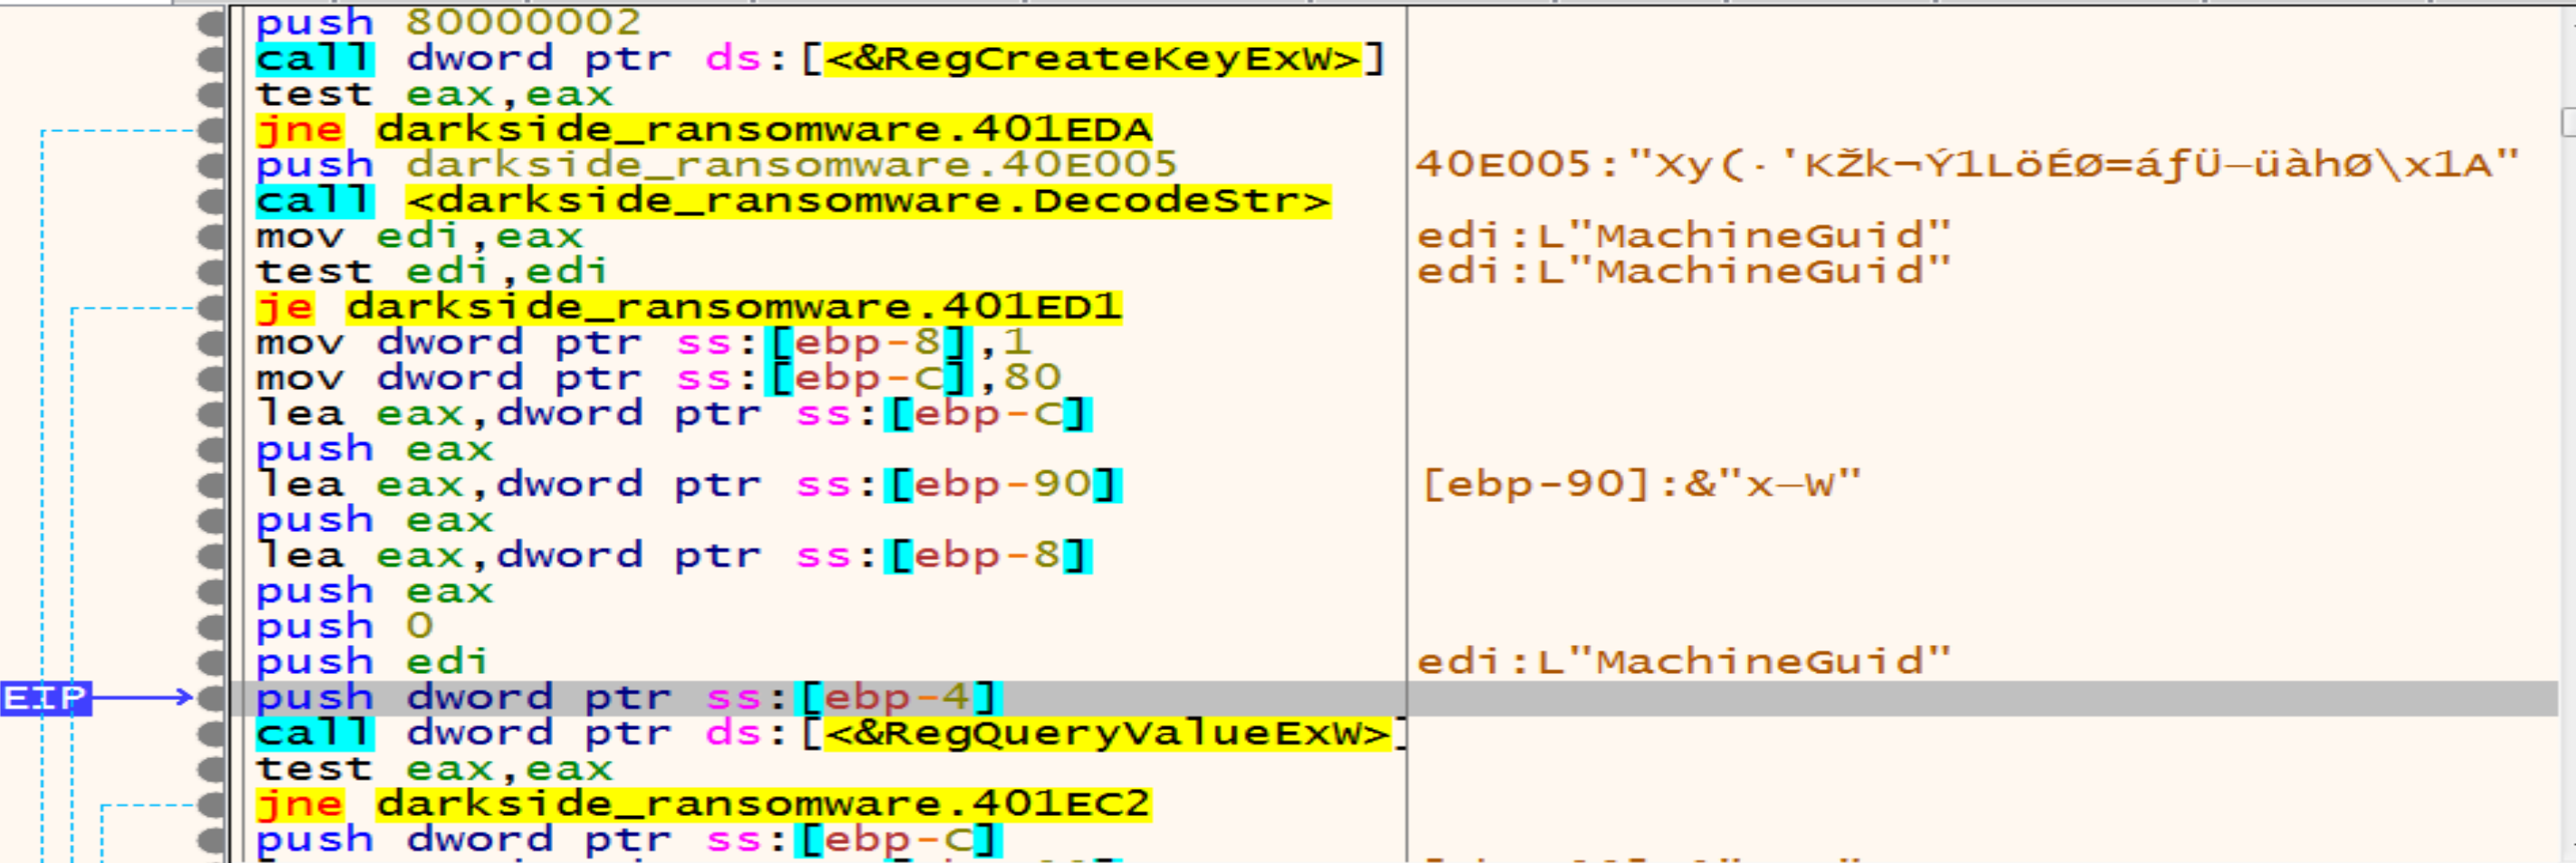 push 80000002
call dword ptr ds:[<&RegCreateKeyExW>]
test eax,eax
jne darkside_ransomware.401EDA
push darkside_ransomware.40E005 40E005:"Xy(·'KŽk¬Ý1LöÉØ=áƒÜ—üàhØ\x1A"
call <darkside_ransomware.DecodeStr>
mov edi,eax edi:L"MachineGuid"
test edi,edi edi:L"MachineGuid"
je darkside_ransomware.401ED1
mov dword ptr ss:[ebp-8],1
mov dword ptr ss:[ebp-C],80
lea eax,dword ptr ss:[ebp-C]
push eax
lea eax,dword ptr ss:[ebp-90] [ebp-90]:&"x—W"
push eax
lea eax,dword ptr ss:[ebp-8]
push eax
push 0
push edi edi:L"MachineGuid"
EIP push dword ptr ss:[ebp-4]
call dword ptr ds:[<&RegQueryValueExW>]
test eax,eax
jne darkside_ransomware.401EC2
push dword ptr ss:[ebp-C]